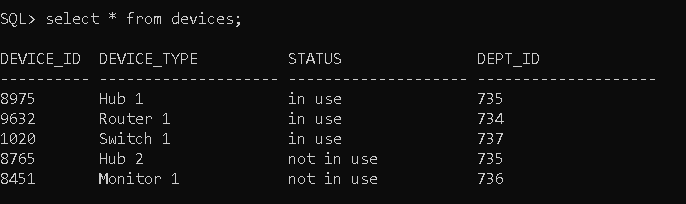 SQL> select * from devices;
DEVICE_ID DEVICE_TYPE          STATUS               DEPT_ID
---------- -------------------- -------------------- --------------------
8975       Hub 1                in use               735
9632       Router 1             in use               734
1020       Switch 1             in use               737
8765       Hub 2                not in use           735
8451       Monitor 1            not in use           736